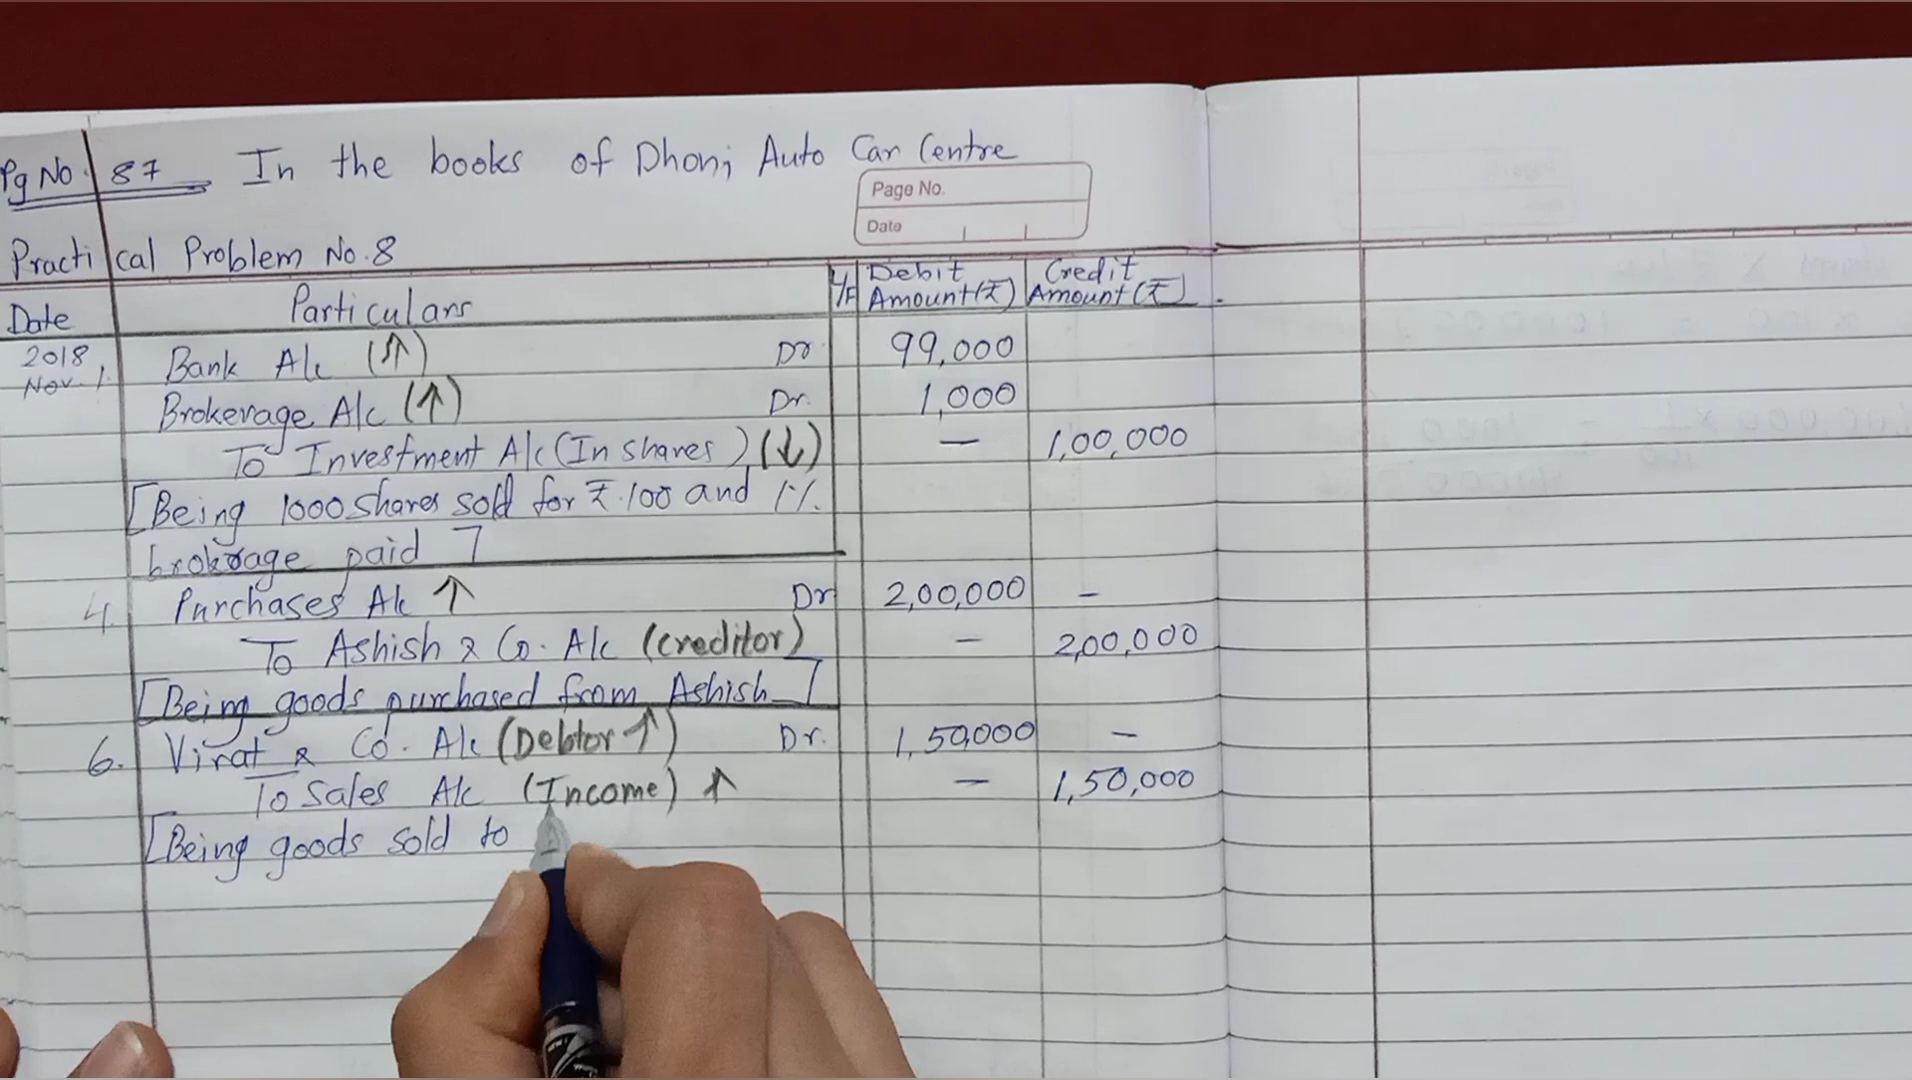 Pg No. 87 In the books of Dhoni Auto Car Centre
Page No.
Date
Practical Problem No.8
Date Particulars L/F Debit Amount(₹) Credit Amount(₹)
2018 Nov. 1. Bank A/c (↑) Dr 99,000
Brokerage A/c (↑) Dr. 1,000
To Investment A/c (In shares) (↓) — 1,00,000
[Being 1000 shares sold for ₹.100 and 1%
brokrage paid ]
4. Purchases A/c ↑ Dr 2,00,000 –
To Ashish & Co. A/c (creditor) — 2,00,000
[Being goods purchased from Ashish ]
6. Virat & Co. A/c (Debtor ↑) Dr. 1,50,000 –
To Sales A/c (Income) ↑ — 1,50,000
[Being goods sold to